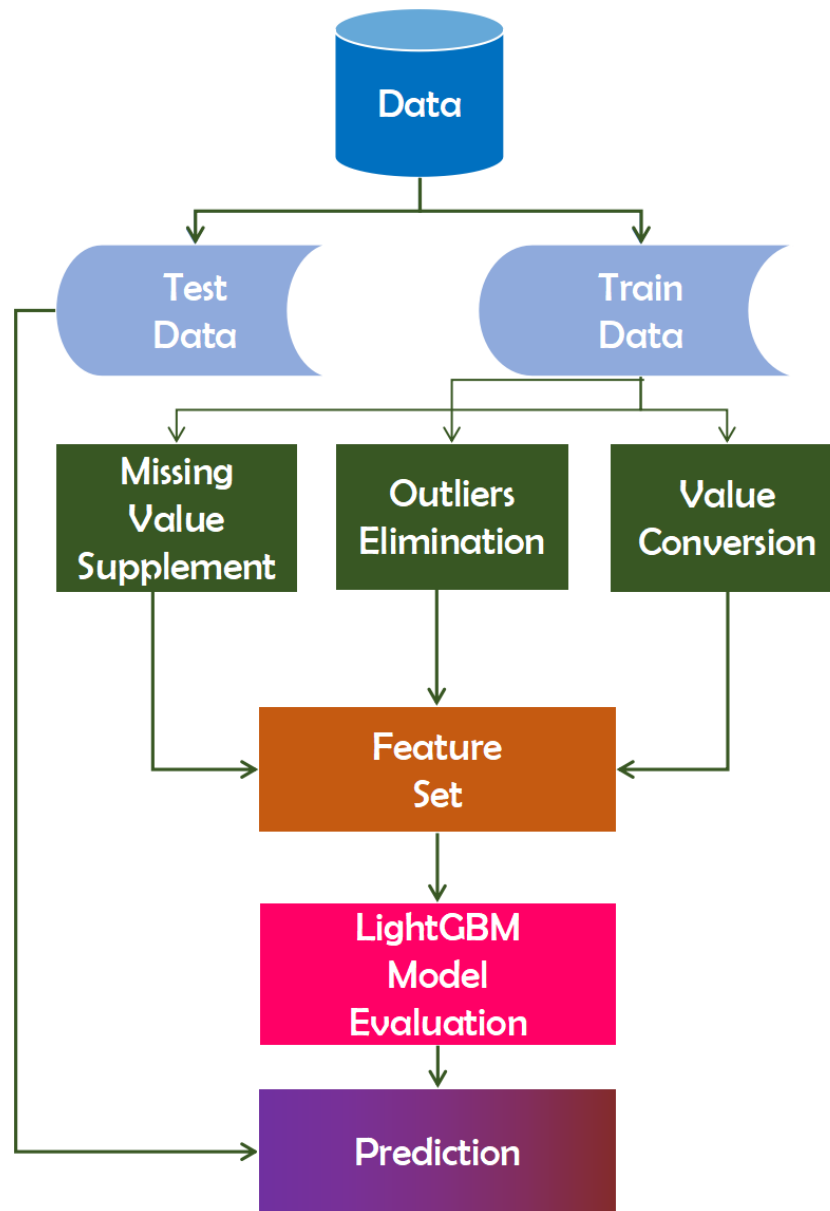 Data
Test
Data
Train
Data
Missing
Value
Supplement
Outliers
Elimination
Value
Conversion
Feature
Set
LightGBM
Model
Evaluation
Prediction